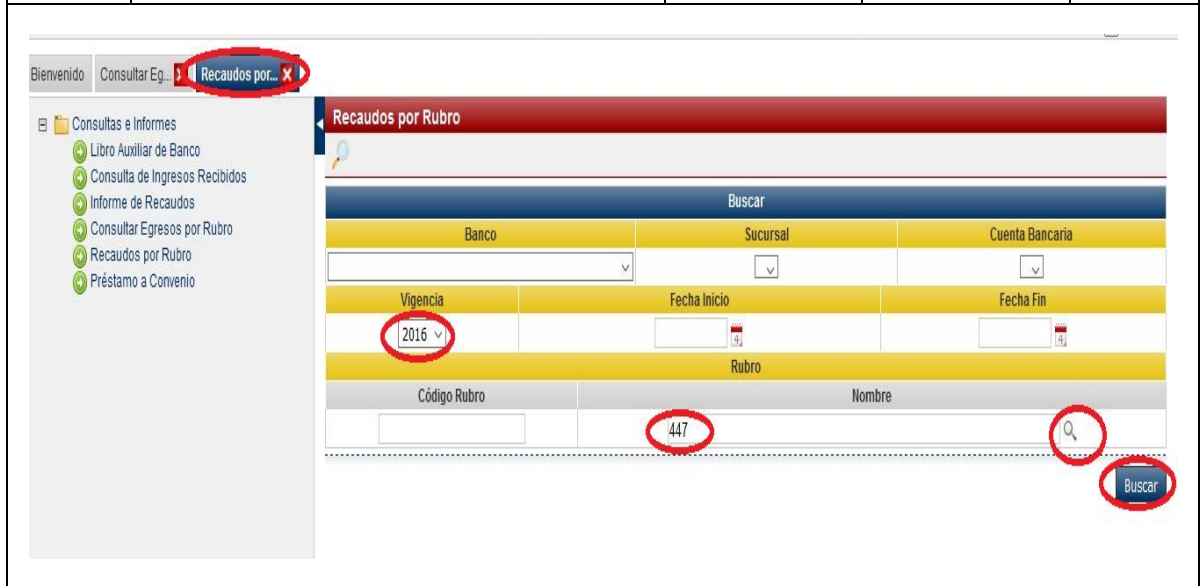 Bienvenido Consultar Eg... Recaudos por... X
Consultas e Informes
Libro Auxiliar de Banco
Consulta de Ingresos Recibidos
Informe de Recaudos
Consultar Egresos por Rubro
Recaudos por Rubro
Préstamo a Convenio
Recaudos por Rubro
Buscar
Banco Sucursal Cuenta Bancaria
Vigencia Fecha Inicio Fecha Fin
2016 4 4
Rubro
Código Rubro Nombre
447
Buscar